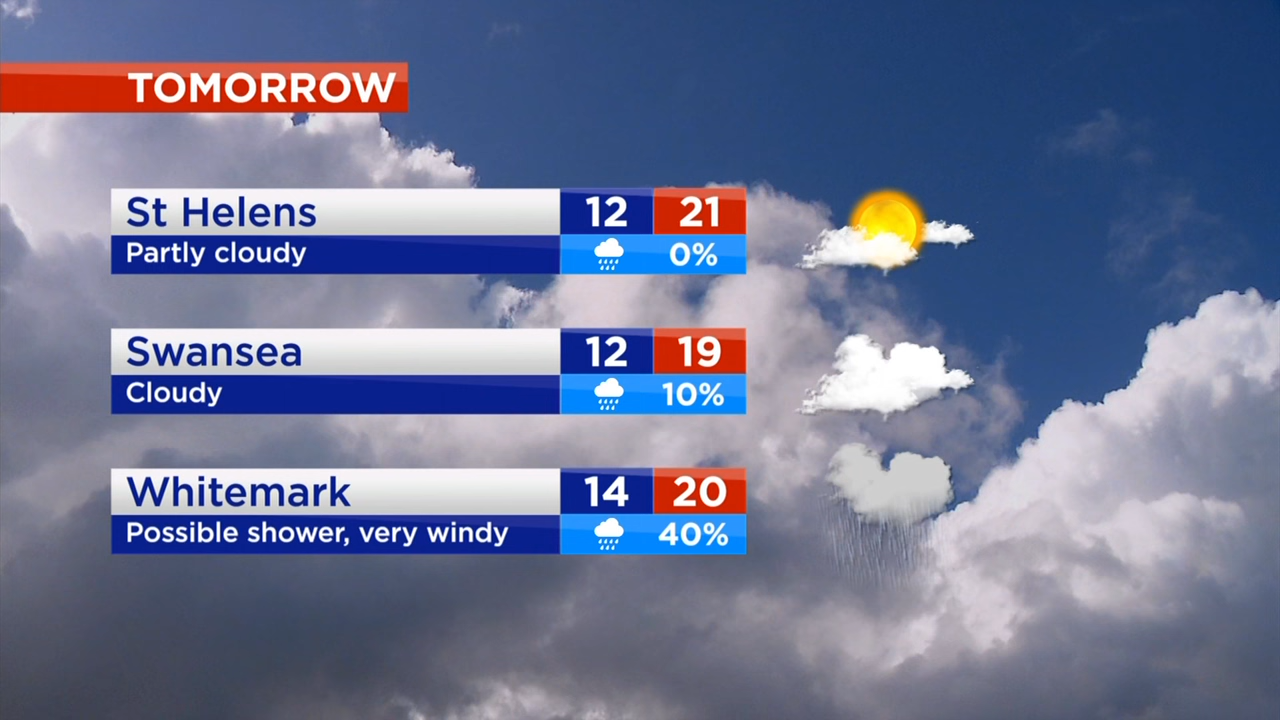 TOMORROW
St Helens 12 21
Partly cloudy 0%
Swansea 12 19
Cloudy 10%
Whitemark 14 20
Possible shower, very windy 40%